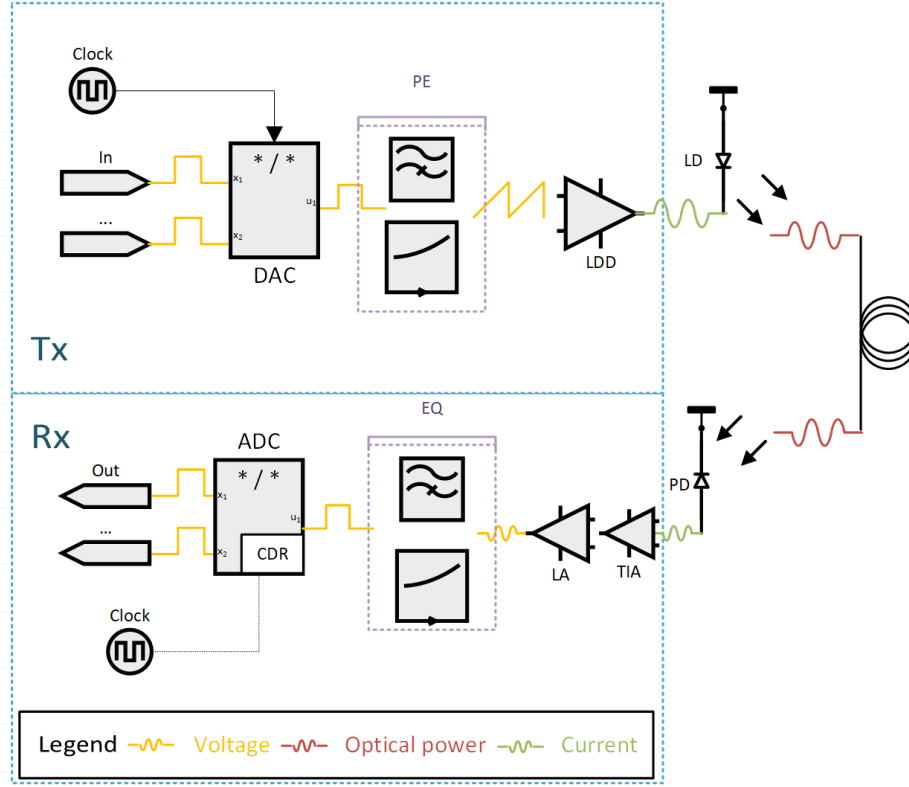 Clock
PE
In
...
* / *
x1
x2
u1
DAC
LDD
LD
Tx
Rx
ADC
EQ
Out
...
* / *
x1
x2
u1
CDR
Clock
LA
TIA
PD
Legend Voltage Optical power Current